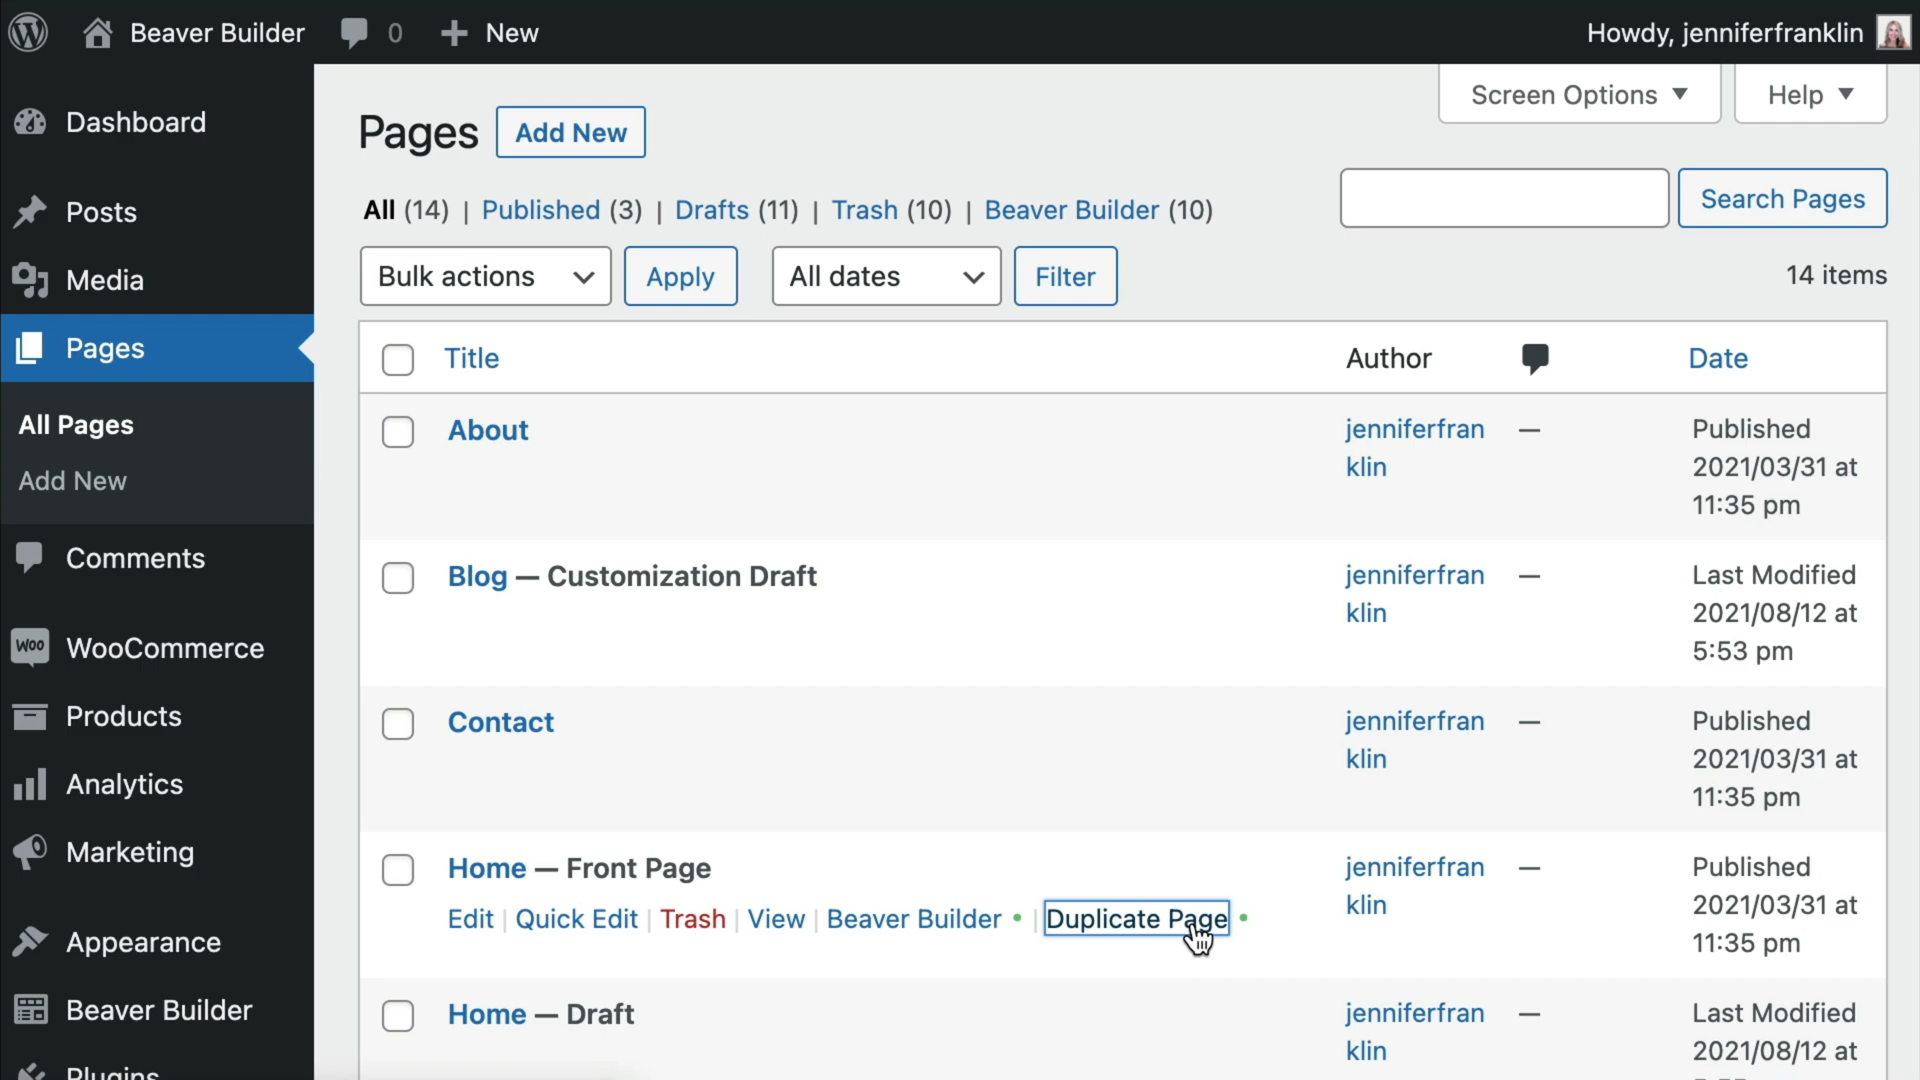 Beaver Builder 0 New Howdy, jenniferfranklin
Screen Options Help
Dashboard
Posts
Media
Pages
All Pages
Add New
Comments
Woo WooCommerce
Products
Analytics
Marketing
Appearance
Beaver Builder
Plugins
Pages Add New
All (14) | Published (3) | Drafts (11) | Trash (10) | Beaver Builder (10)
Search Pages
Bulk actions Apply All dates Filter 14 items
Title Author Date
About jenniferfran — Published
klin 2021/03/31 at
11:35 pm
Blog — Customization Draft jenniferfran — Last Modified
klin 2021/08/12 at
5:53 pm
Contact jenniferfran — Published
klin 2021/03/31 at
11:35 pm
Home — Front Page jenniferfran — Published
Edit | Quick Edit | Trash | View | Beaver Builder • | Duplicate Page • klin 2021/03/31 at
11:35 pm
Home — Draft jenniferfran — Last Modified
klin 2021/08/12 at